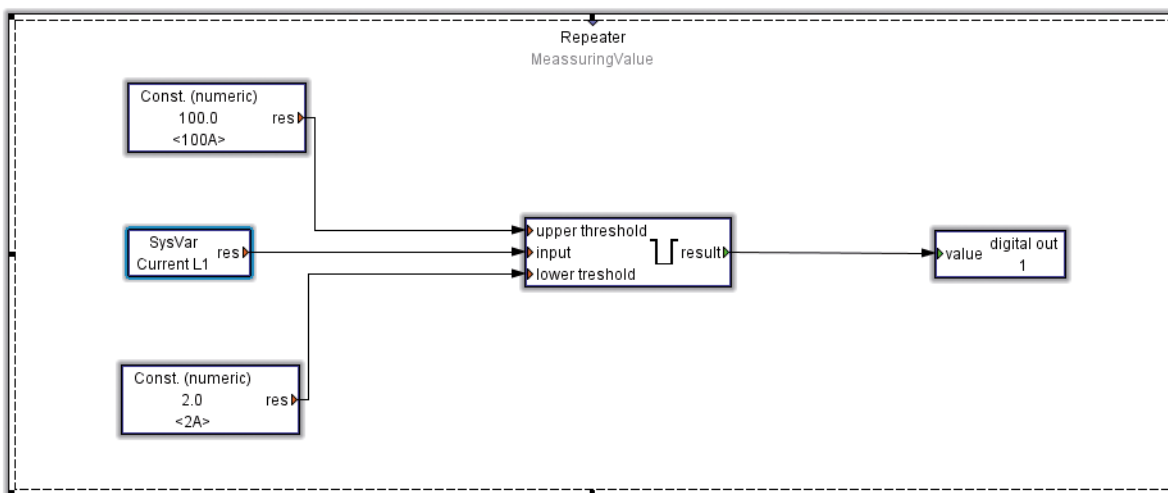 Repeater
MeassuringValue
Const. (numeric)
100.0
res
<100A>
SysVar
res
Current L1
upper threshold
input
result
lower treshold
digital out
value
1
Const. (numeric)
2.0
res
<2A>